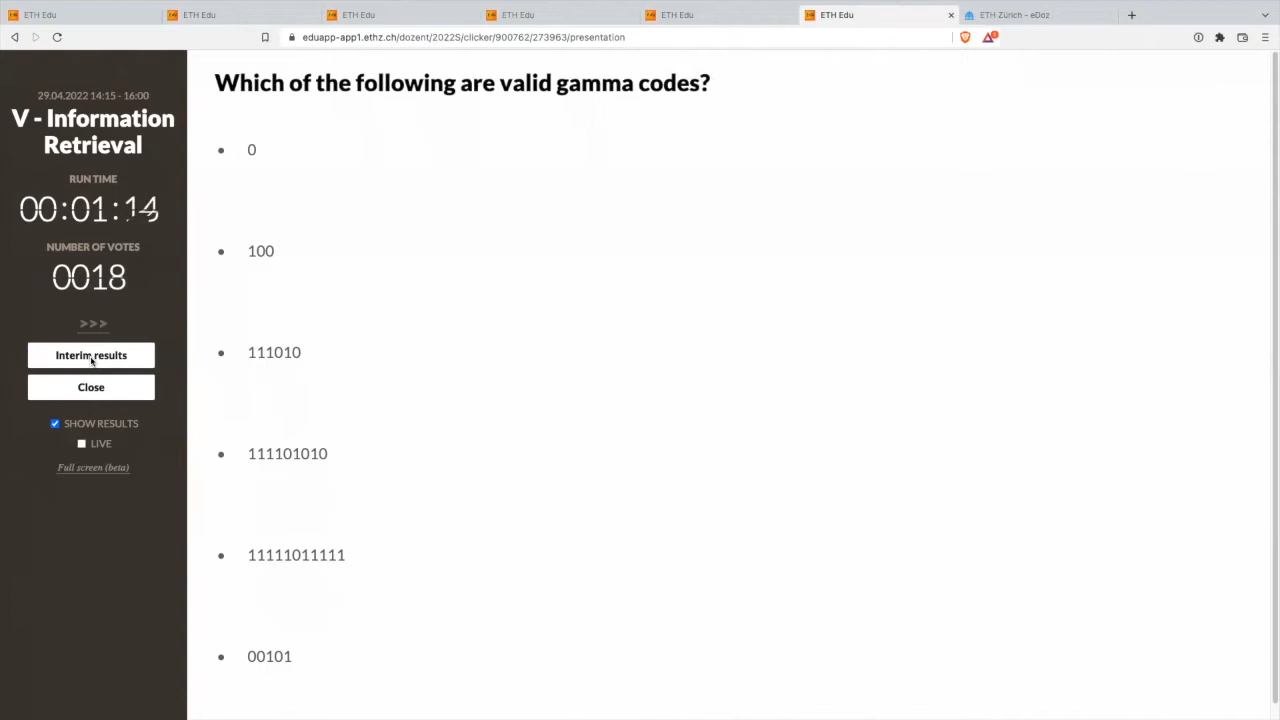 ETH Edu
ETH Edu
ETH Edu
ETH Edu
ETH Edu
ETH Edu
ETH Zürich - eDoz
eduapp-app1.ethz.ch/dozent/2022S/clicker/900762/273963/presentation
29.04.2022 14:15 - 16:00
V - Information
Retrieval
RUN TIME
00:01:14
NUMBER OF VOTES
0018
>>>
Interim results
Close
SHOW RESULTS
LIVE
Full screen (beta)
Which of the following are valid gamma codes?
• 0
• 100
• 111010
• 111101010
• 11111011111
• 00101